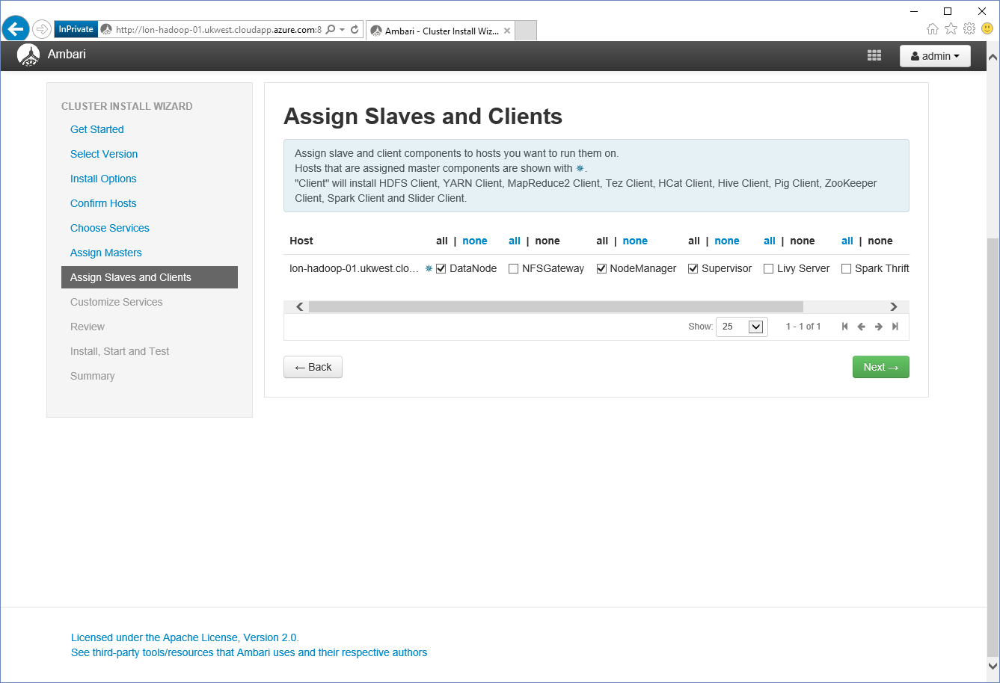 InPrivate
http://lon-hadoop-01.ukwest.cloudapp.azure.com:8
Ambari - Cluster Install Wiz...
Ambari
admin
CLUSTER INSTALL WIZARD
Get Started
Select Version
Install Options
Confirm Hosts
Choose Services
Assign Masters
Assign Slaves and Clients
Customize Services
Review
Install, Start and Test
Summary
Assign Slaves and Clients
Assign slave and client components to hosts you want to run them on.
Hosts that are assigned master components are shown with ✵.
"Client" will install HDFS Client, YARN Client, MapReduce2 Client, Tez Client, HCat Client, Hive Client, Pig Client, ZooKeeper
Client, Spark Client and Slider Client.
Host all | none all | none all | none all | none all | none all | none
lon-hadoop-01.ukwest.clo... ✵ DataNode NFSGateway NodeManager Supervisor Livy Server Spark Thrift
Show: 25 1 - 1 of 1
← Back
Next →
Licensed under the Apache License, Version 2.0.
See third-party tools/resources that Ambari uses and their respective authors